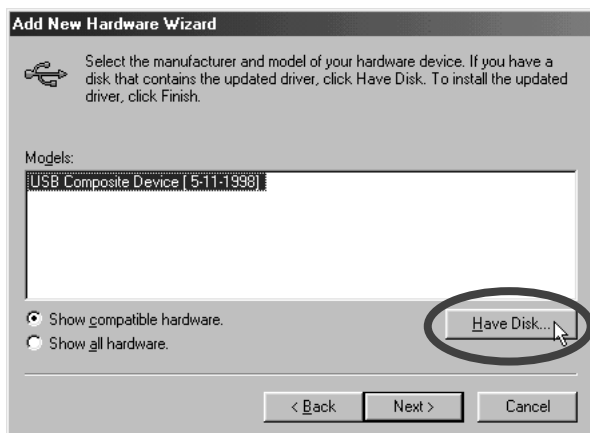 Add New Hardware Wizard
Select the manufacturer and model of your hardware device. If you have a
disk that contains the updated driver, click Have Disk. To install the updated
driver, click Finish.
Models:
USB Composite Device [ 5-11-1998]
Show compatible hardware.
Show all hardware.
Have Disk...
< Back
Next >
Cancel